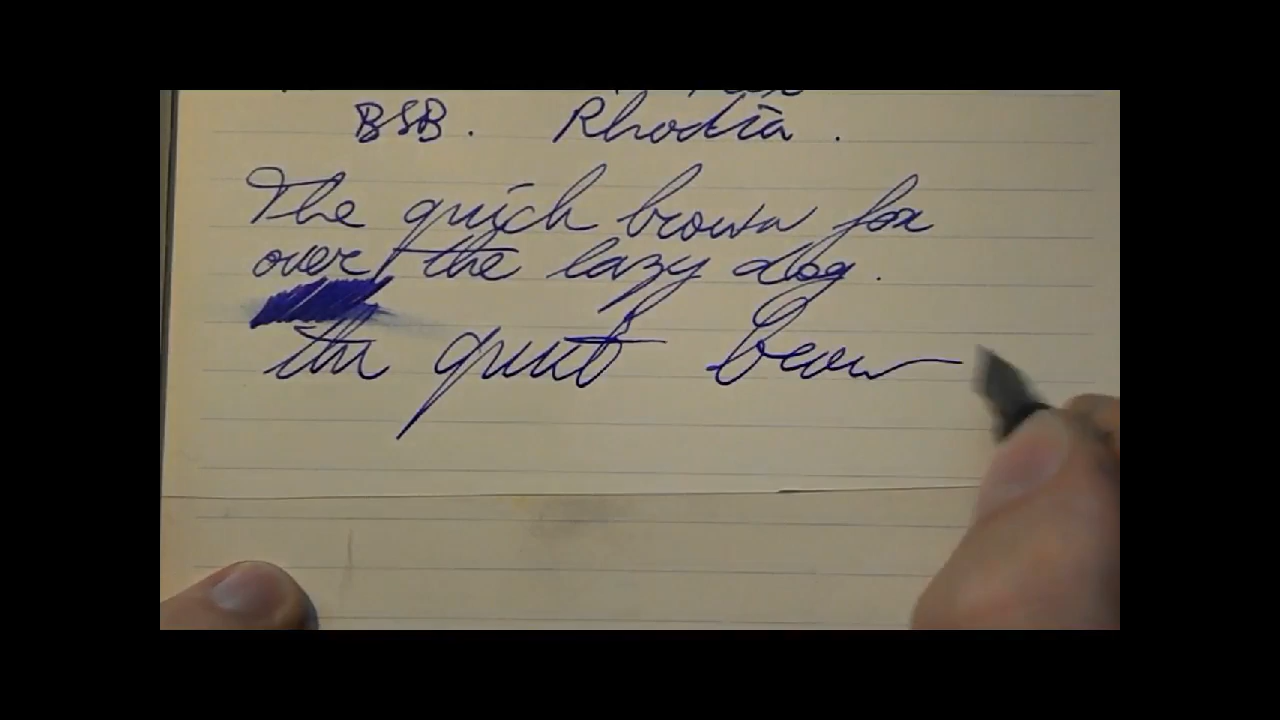 BSB. Rhodia.
The quick brown fox
over the lazy dog.
the quick brown